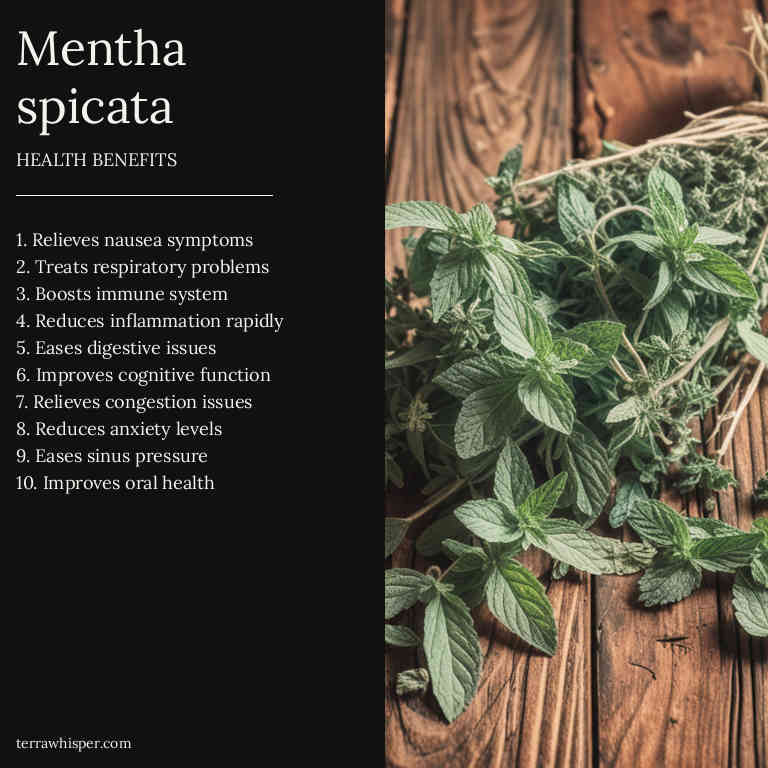 Mentha
spicata
HEALTH BENEFITS
1. Relieves nausea symptoms
2. Treats respiratory problems
3. Boosts immune system
4. Reduces inflammation rapidly
5. Eases digestive issues
6. Improves cognitive function
7. Relieves congestion issues
8. Reduces anxiety levels
9. Eases sinus pressure
10. Improves oral health
terrawhisper.com